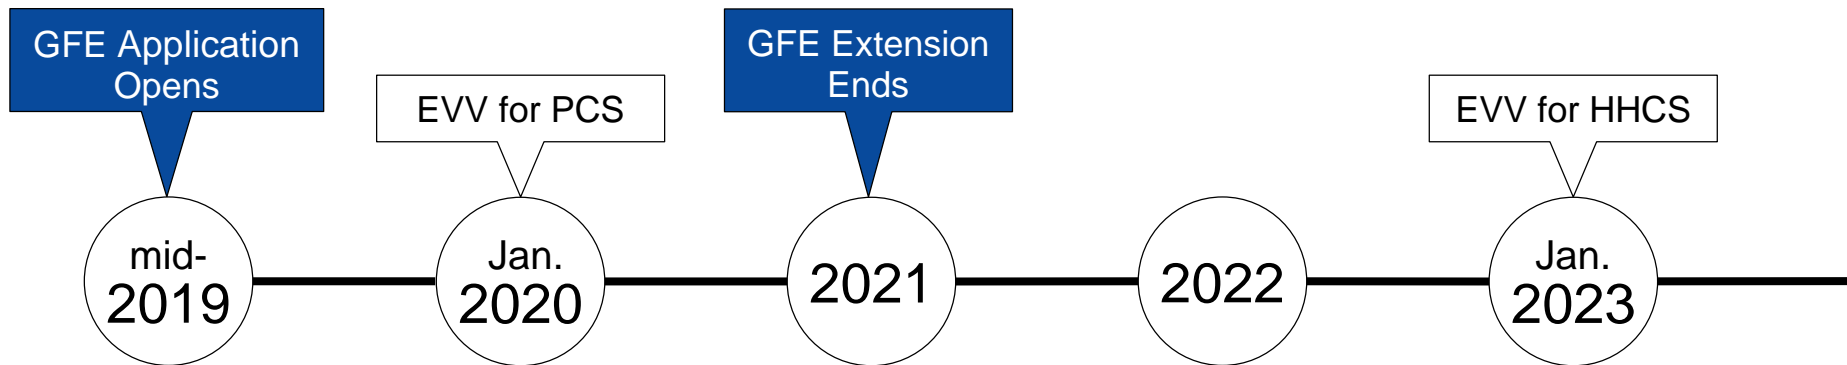 GFE Application
Opens
EVV for PCS
GFE Extension
Ends
EVV for HHCS
mid-
2019
Jan.
2020
2021
2022
Jan.
2023